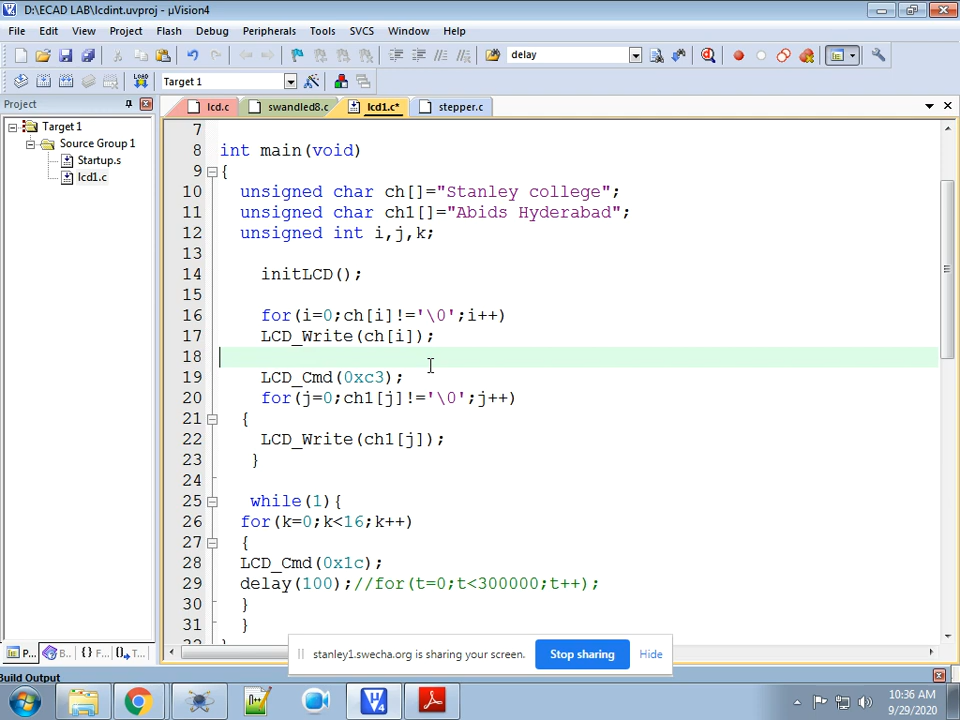 D:\ECAD LAB\lcdint.uvproj - µVision4
File Edit View Project Flash Debug Peripherals Tools SVCS Window Help
delay
LOAD Target 1
Project
lcd.c swandled8.c lcd1.c* stepper.c
Target 1
Source Group 1
Startup.s
lcd1.c
7
8 int main(void)
9 {
10 unsigned char ch[]="Stanley college";
11 unsigned char ch1[]="Abids Hyderabad";
12 unsigned int i,j,k;
13
14 initLCD();
15
16 for(i=0;ch[i]!='\0';i++)
17 LCD_Write(ch[i]);
18
19 LCD_Cmd(0xc3);
20 for(j=0;ch1[j]!='\0';j++)
21 {
22 LCD_Write(ch1[j]);
23 }
24
25 while(1){
26 for(k=0;k<16;k++)
27 {
28 LCD_Cmd(0x1c);
29 delay(100);//for(t=0;t<300000;t++);
30 }
31 }
P... B... {} F... 0 T...
stanley1.swecha.org is sharing your screen. Stop sharing Hide
Build Output
10:36 AM
9/29/2020